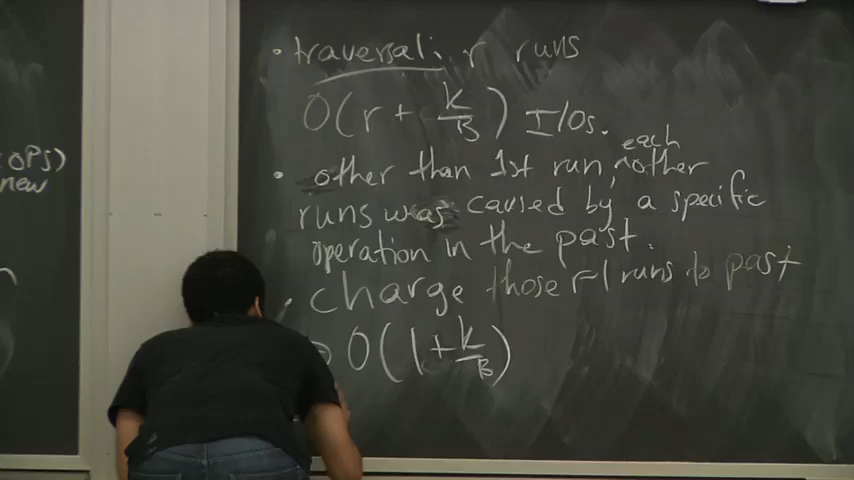 OPS)
new
• traversal: r runs
O(r + K/B) I/Os.
• other than 1st run, each other
runs was caused by a specific
operation in the past.
• charge those r-1 runs to past
O(1 + K/B)